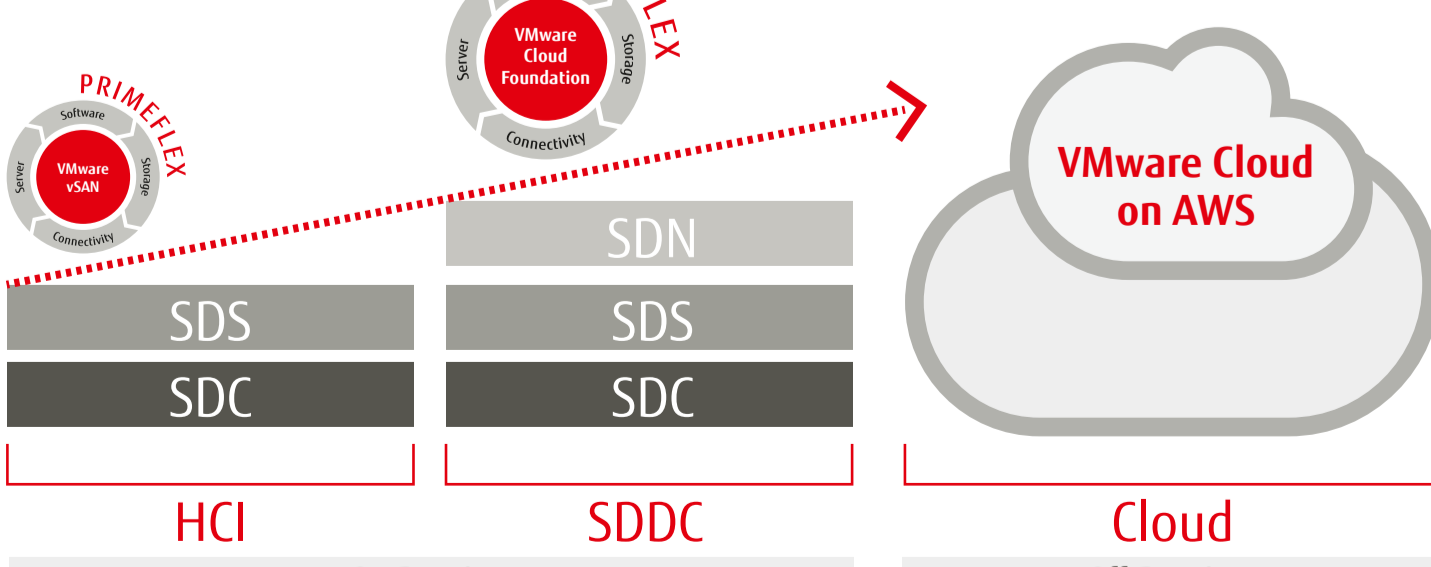 PRIMEFLEX
Software
Server
VMware
vSAN
Storage
Connectivity
LEX
Server
VMware
Cloud
Foundation
Storage
Connectivity
VMware Cloud
on AWS
SDN
SDS
SDS
SDC
SDC
HCI
SDDC
Cloud